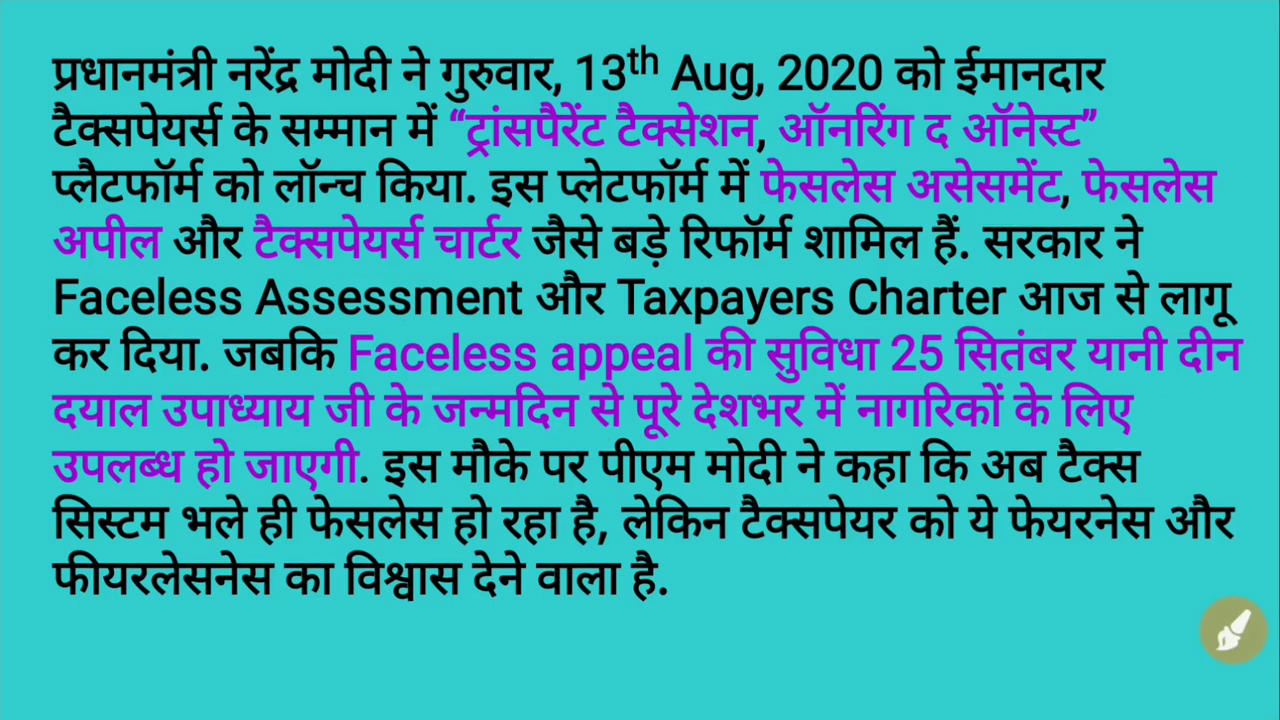 प्रधानमंत्री नरेंद्र मोदी ने गुरुवार, 13th Aug, 2020 को ईमानदार
टैक्सपेयर्स के सम्मान में “ट्रांसपैरेंट टैक्सेशन, ऑनरिंग द ऑनेस्ट”
प्लैटफॉर्म को लॉन्च किया. इस प्लेटफॉर्म में फेसलेस असेसमेंट, फेसलेस
अपील और टैक्सपेयर्स चार्टर जैसे बड़े रिफॉर्म शामिल हैं. सरकार ने
Faceless Assessment और Taxpayers Charter आज से लागू
कर दिया. जबकि Faceless appeal की सुविधा 25 सितंबर यानी दीन
दयाल उपाध्याय जी के जन्मदिन से पूरे देशभर में नागरिकों के लिए
उपलब्ध हो जाएगी. इस मौके पर पीएम मोदी ने कहा कि अब टैक्स
सिस्टम भले ही फेसलेस हो रहा है, लेकिन टैक्सपेयर को ये फेयरनेस और
फीयरलेसनेस का विश्वास देने वाला है.